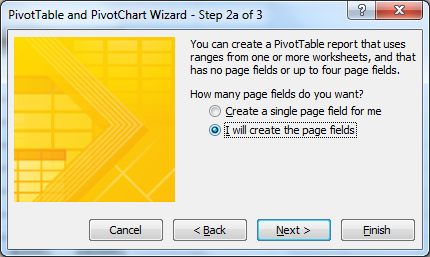 PivotTable and PivotChart Wizard - Step 2a of 3
You can create a PivotTable report that uses
ranges from one or more worksheets, and that
has no page fields or up to four page fields.
How many page fields do you want?
Create a single page field for me
I will create the page fields
Cancel < Back Next > Finish